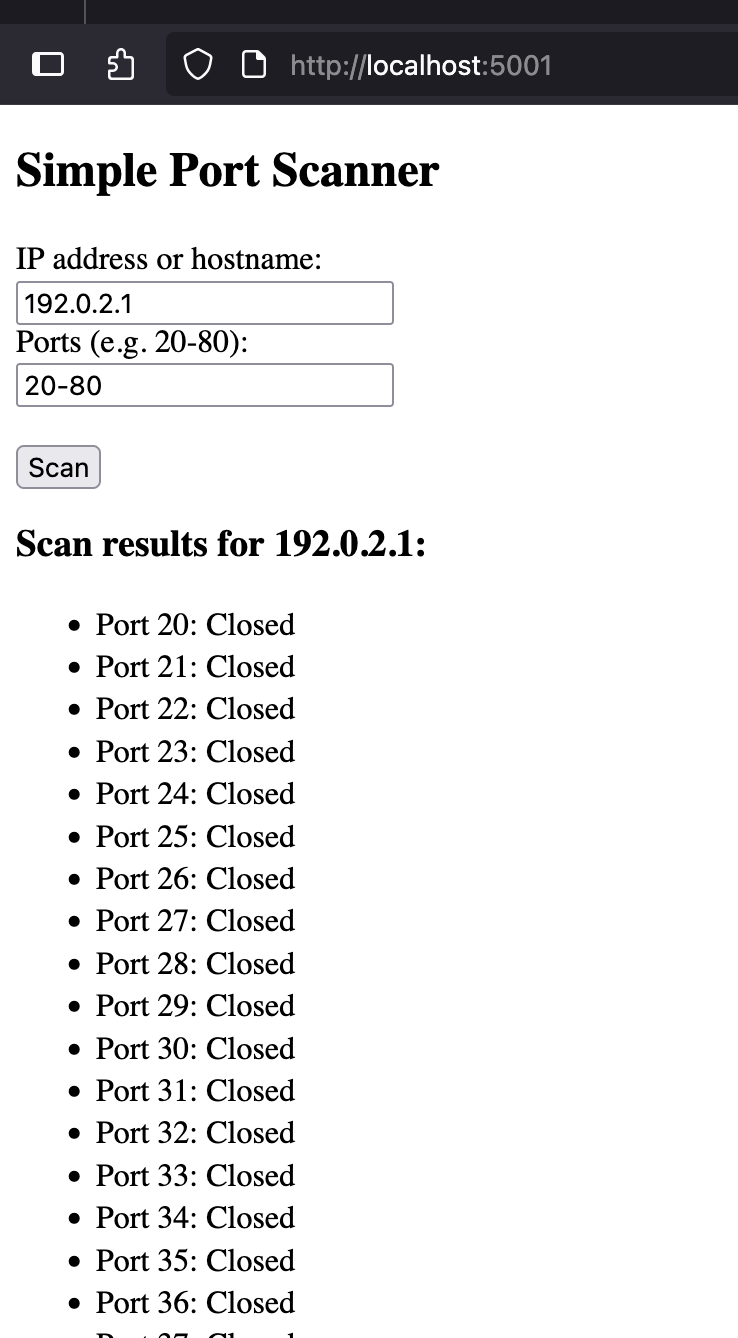 http://localhost:5001
Simple Port Scanner
IP address or hostname:
192.0.2.1
Ports (e.g. 20-80):
20-80
Scan
Scan results for 192.0.2.1:
• Port 20: Closed
• Port 21: Closed
• Port 22: Closed
• Port 23: Closed
• Port 24: Closed
• Port 25: Closed
• Port 26: Closed
• Port 27: Closed
• Port 28: Closed
• Port 29: Closed
• Port 30: Closed
• Port 31: Closed
• Port 32: Closed
• Port 33: Closed
• Port 34: Closed
• Port 35: Closed
• Port 36: Closed